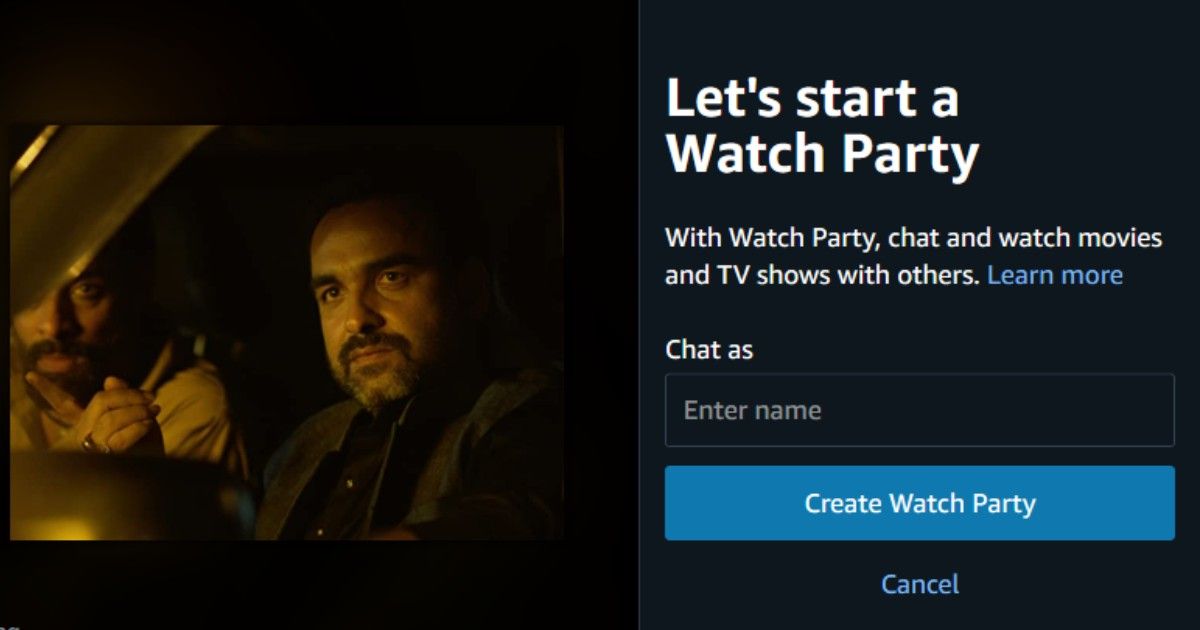 Let's start a
Watch Party
With Watch Party, chat and watch movies
and TV shows with others. Learn more
Chat as
Enter name
Create Watch Party
Cancel